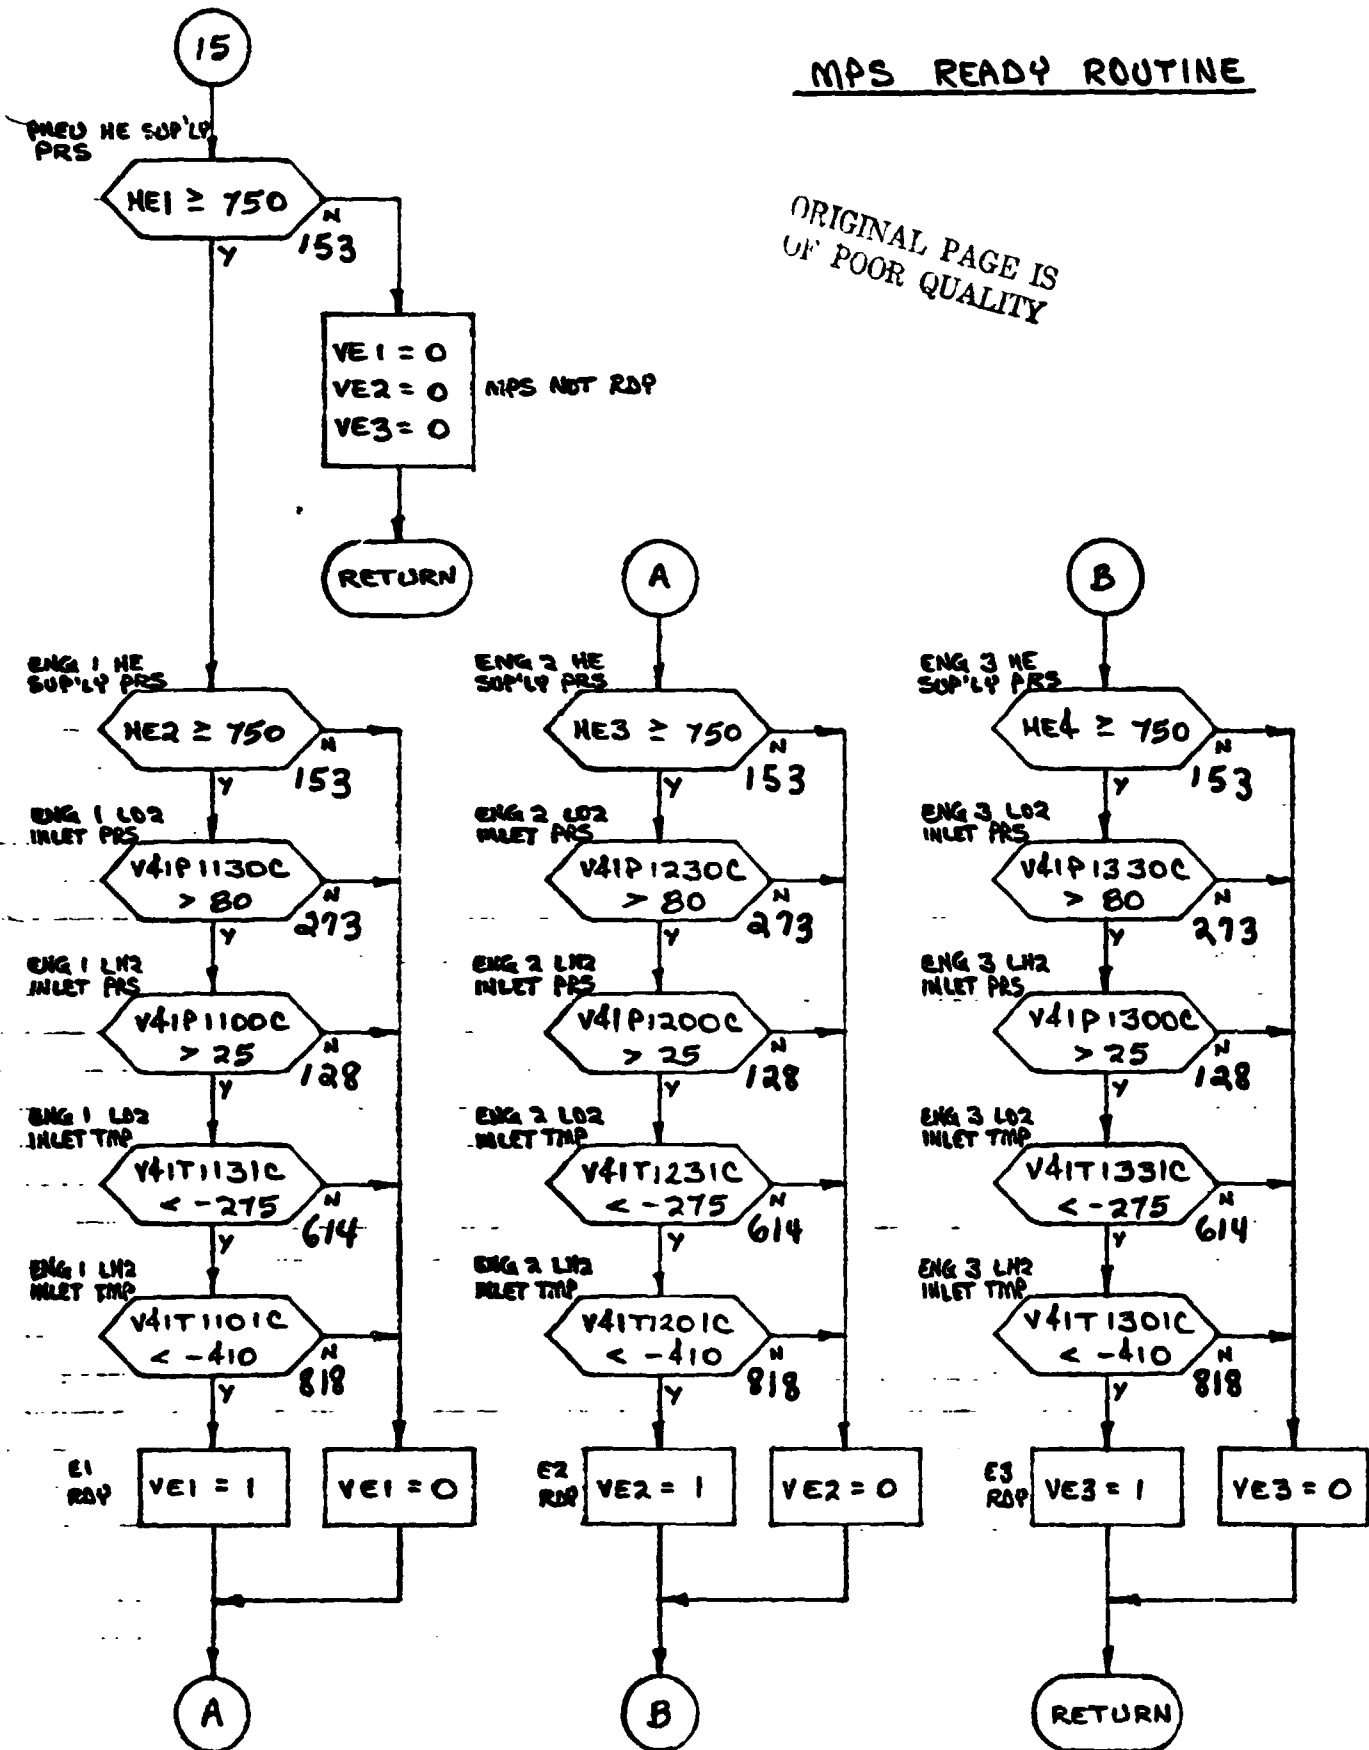 15
MPS READY ROUTINE
PNEU HE SUP'LY
PRS
HE1 ≥ 750
N
Y
153
ORIGINAL PAGE IS
OF POOR QUALITY
VE1 = 0
VE2 = 0
VE3 = 0
MPS NOT RDY
RETURN
ENG 1 HE
SUP'LY PRS
HE2 ≥ 750
N
Y
153
ENG 1 LO2
INLET PRS
V41P1130C
> 80
N
Y
273
ENG 1 LH2
INLET PRS
V41P1100C
> 25
N
Y
128
ENG 1 LO2
INLET TMP
V41T1131C
< -275
N
Y
614
ENG 1 LH2
INLET TMP
V41T1101C
< -410
N
Y
818
E1
RDY
VE1 = 1
VE1 = 0
A
A
ENG 2 HE
SUP'LY PRS
HE3 ≥ 750
N
Y
153
ENG 2 LO2
INLET PRS
V41P1230C
> 80
N
Y
273
ENG 2 LH2
INLET PRS
V41P1200C
> 25
N
Y
128
ENG 2 LO2
INLET TMP
V41T1231C
< -275
N
Y
614
ENG 2 LH2
INLET TMP
V41T1201C
< -410
N
Y
818
E2
RDY
VE2 = 1
VE2 = 0
B
B
ENG 3 HE
SUP'LY PRS
HE4 ≥ 750
N
Y
153
ENG 3 LO2
INLET PRS
V41P1330C
> 80
N
Y
273
ENG 3 LH2
INLET PRS
V41P1300C
> 25
N
Y
128
ENG 3 LO2
INLET TMP
V41T1331C
< -275
N
Y
614
ENG 3 LH2
INLET TMP
V41T1301C
< -410
N
Y
818
E3
RDY
VE3 = 1
VE3 = 0
RETURN